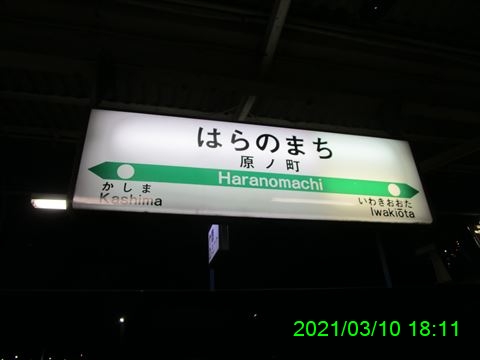 はらのまち
原ノ町
Haranomachi
かしま
Kashima
いわきおおた
Iwakiōta
2021/03/10 18:11